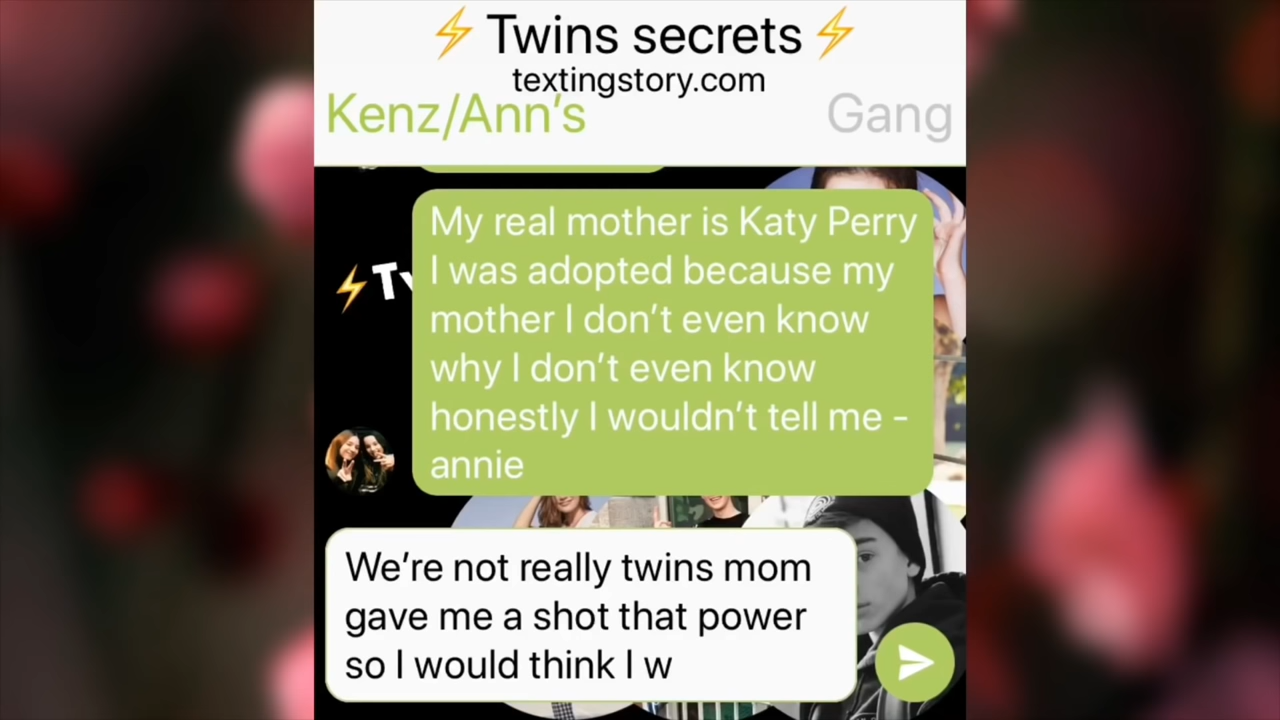 ⚡ Twins secrets ⚡
textingstory.com
Kenz/Ann's Gang
My real mother is Katy Perry
I was adopted because my
mother I don't even know
why I don't even know
honestly I wouldn't tell me -
annie
We're not really twins mom
gave me a shot that power
so I would think I w